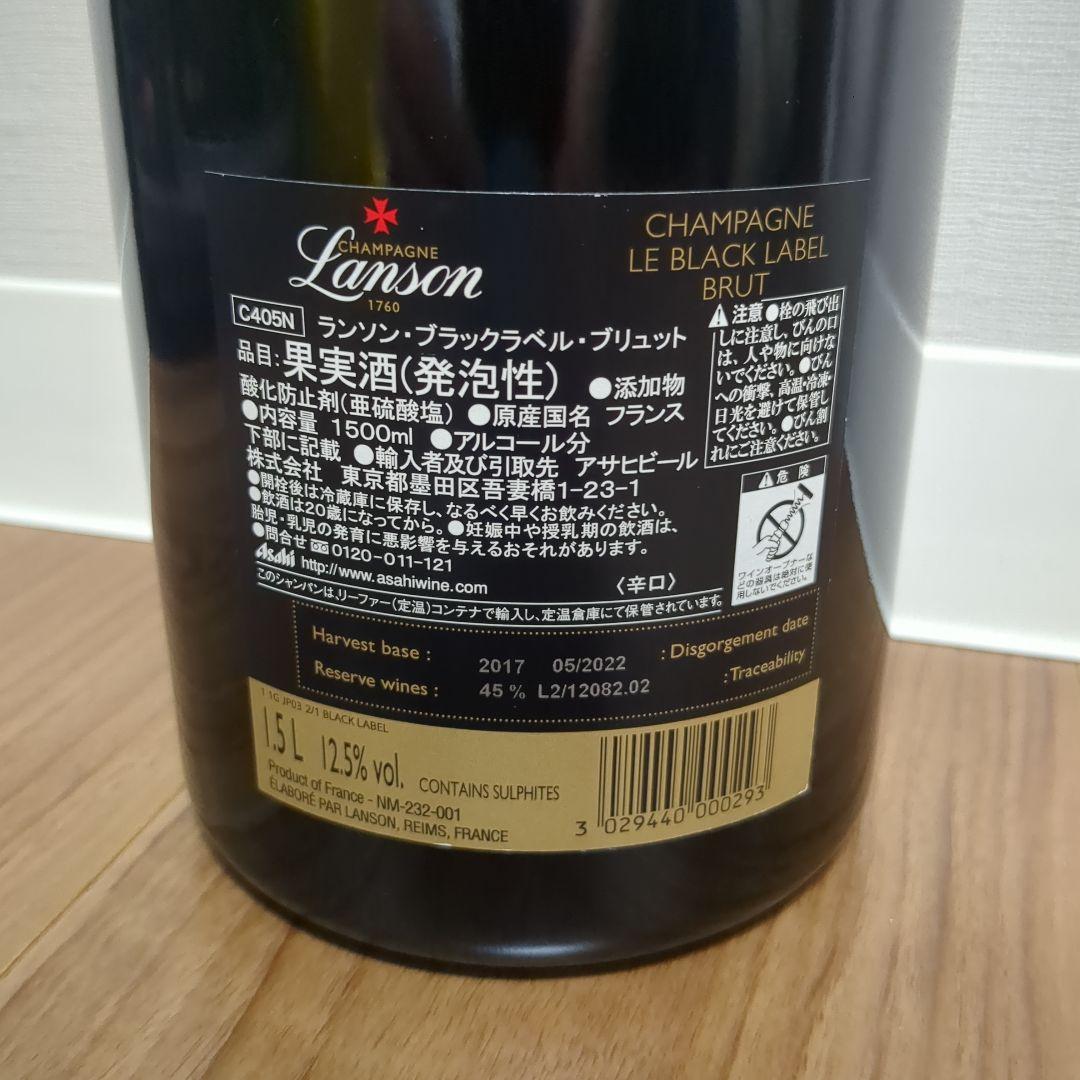 CHAMPAGNE
Lanson
1760
CHAMPAGNE
LE BLACK LABEL
BRUT
C405N ランソン・ブラックラベル・ブリュット
品目:果実酒(発泡性) ●添加物
酸化防止剤(亜硫酸塩) ●原産国名 フランス
●内容量 1500ml ●アルコール分
下部に記載 ●輸入者及び引取先 アサヒビール
株式会社 東京都墨田区吾妻橋1-23-1
●開栓後は冷蔵庫に保存し、なるべく早くお飲みください。
●飲酒は20歳になってから。●妊娠中や授乳期の飲酒は、
胎児・乳児の発育に悪影響を与えるおそれがあります。
●問合せ 0120-011-121
Asahi http://www.asahiwine.com 〈辛口〉
このシャンパンは、リーファー(定温)コンテナで輸入し、定温倉庫にて保管されています。
注意 ●栓の飛び出
しに注意し、びんの口
は、人や物に向けな
いでください。●びん
への衝撃、高温・冷凍・
日光を避けて保管し
てください。●びん割
れにご注意ください。
危険
ワインオープナーな
どの器具は絶対に使
用しないでください。
Harvest base : 2017 05/2022 : Disgorgement date
Reserve wines : 45 % L2/12082.02 :Traceability
1 1G JP03 2/1 BLACK LABEL
1.5 L 12.5% vol. CONTAINS SULPHITES
Product of France - NM-232-001
ÉLABORÉ PAR LANSON, REIMS, FRANCE
3 029440 000293